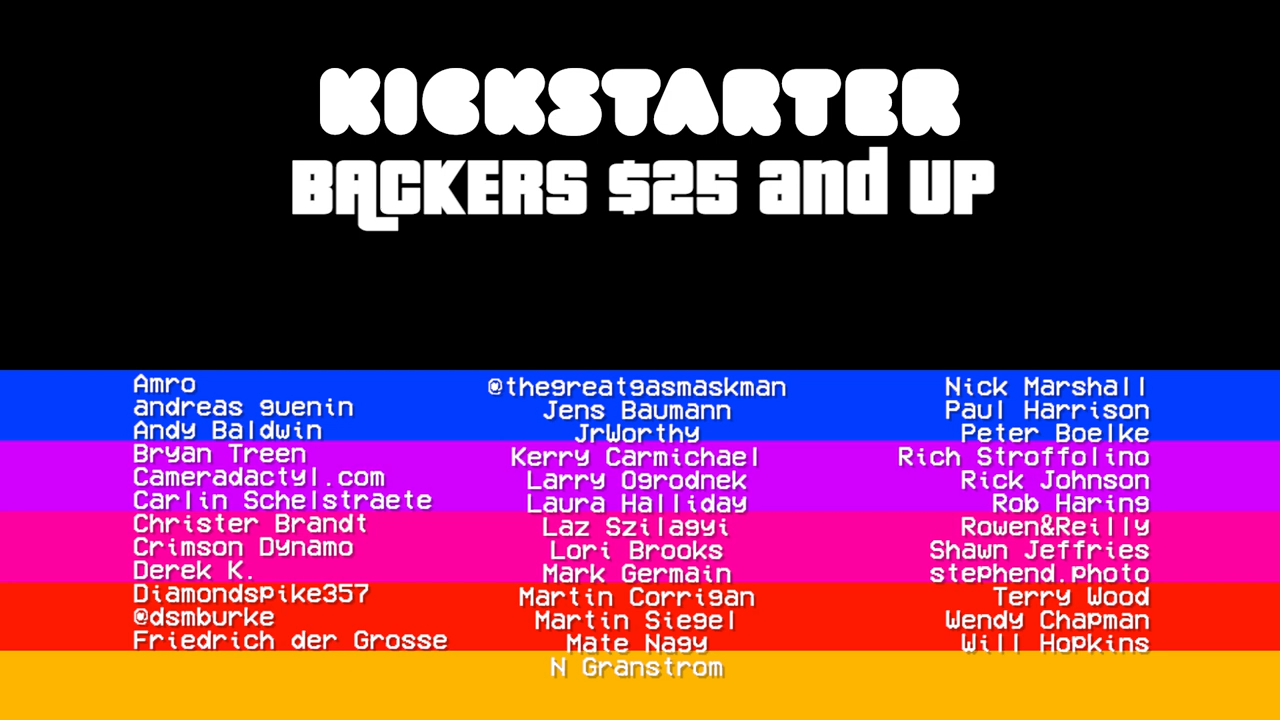 KICKSTARTER
BACKERS $25 and UP
Amro
andreas guenin
Andy Baldwin
Bryan Treen
Cameradactyl.com
Carlin Schelstraete
Christer Brandt
Crimson Dynamo
Derek K.
Diamondspike357
@dsmburke
Friedrich der Grosse
@thegreatgasmaskman
Jens Baumann
JrWorthy
Kerry Carmichael
Larry Ogrodnek
Laura Halliday
Laz Szilagyi
Lori Brooks
Mark Germain
Martin Corrigan
Martin Siegel
Mate Nagy
N Granstrom
Nick Marshall
Paul Harrison
Peter Boelke
Rich Stroffolino
Rick Johnson
Rob Haring
Rowen&Reilly
Shawn Jeffries
stephend.photo
Terry Wood
Wendy Chapman
Will Hopkins